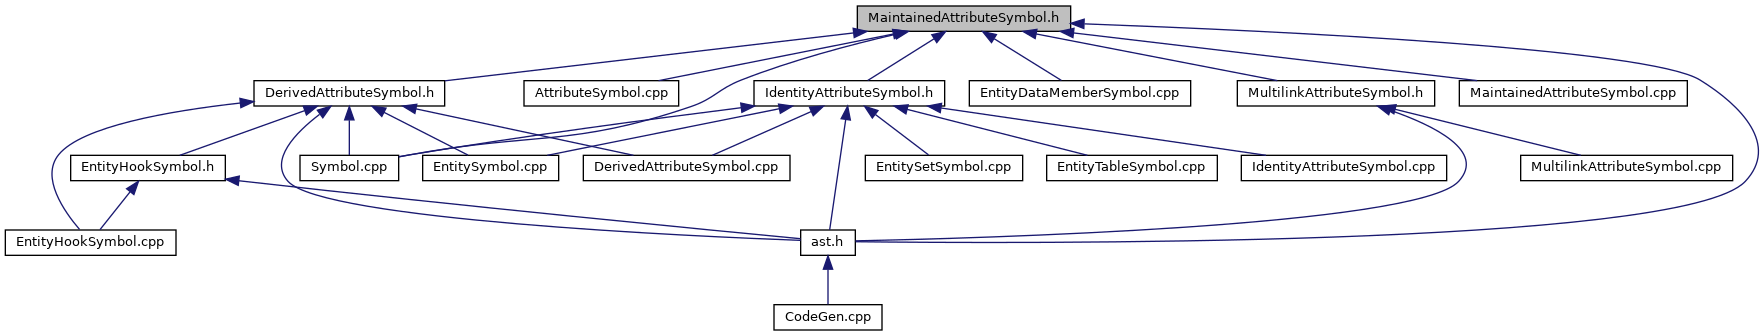 MaintainedAttributeSymbol.h
DerivedAttributeSymbol.h
AttributeSymbol.cpp
IdentityAttributeSymbol.h
EntityDataMemberSymbol.cpp
MultilinkAttributeSymbol.h
MaintainedAttributeSymbol.cpp
EntityHookSymbol.h
Symbol.cpp
EntitySymbol.cpp
DerivedAttributeSymbol.cpp
EntitySetSymbol.cpp
EntityTableSymbol.cpp
IdentityAttributeSymbol.cpp
MultilinkAttributeSymbol.cpp
EntityHookSymbol.cpp
ast.h
CodeGen.cpp